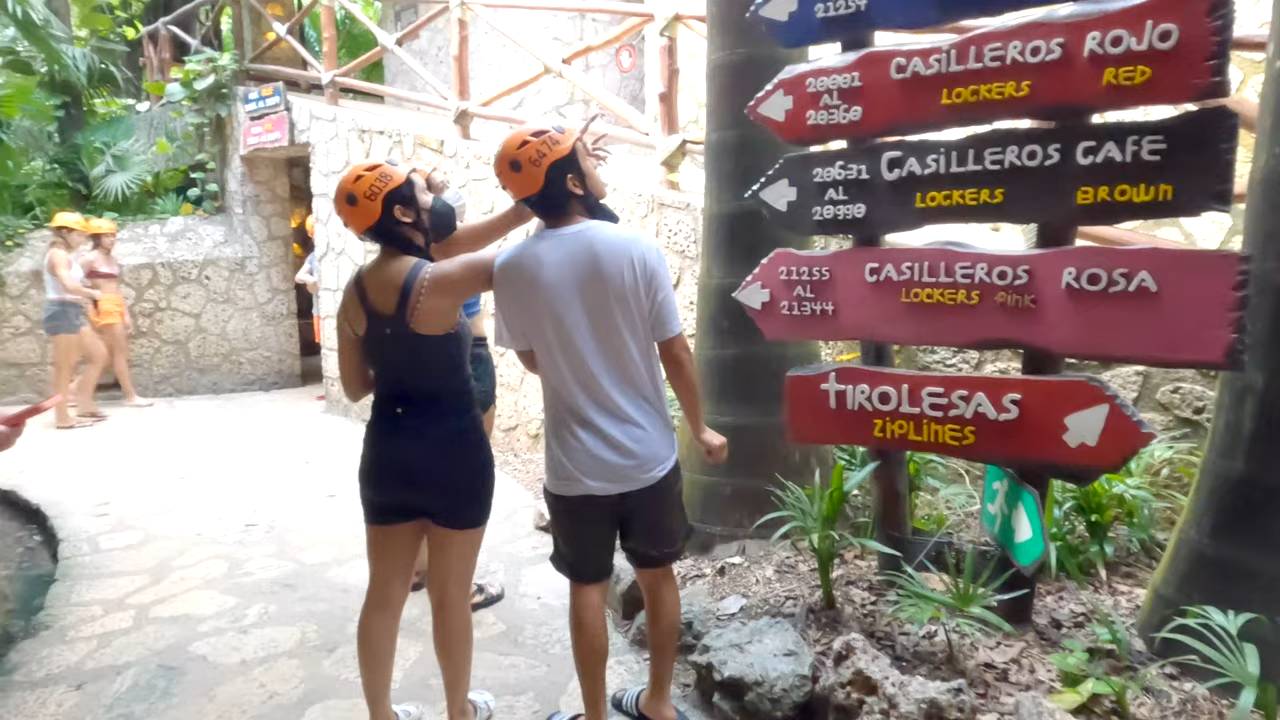 21254
CASiLLEROS ROJO
20001
AL
20360
LOCKERS RED
CASiLLEROS CAFE
20631
AL
20990
LOCKERS BROWn
CASiLLEROS ROSA
21255
AL
21344
LOCKERS Pink
tiROLESAS
ZiPLinES
6038
6474